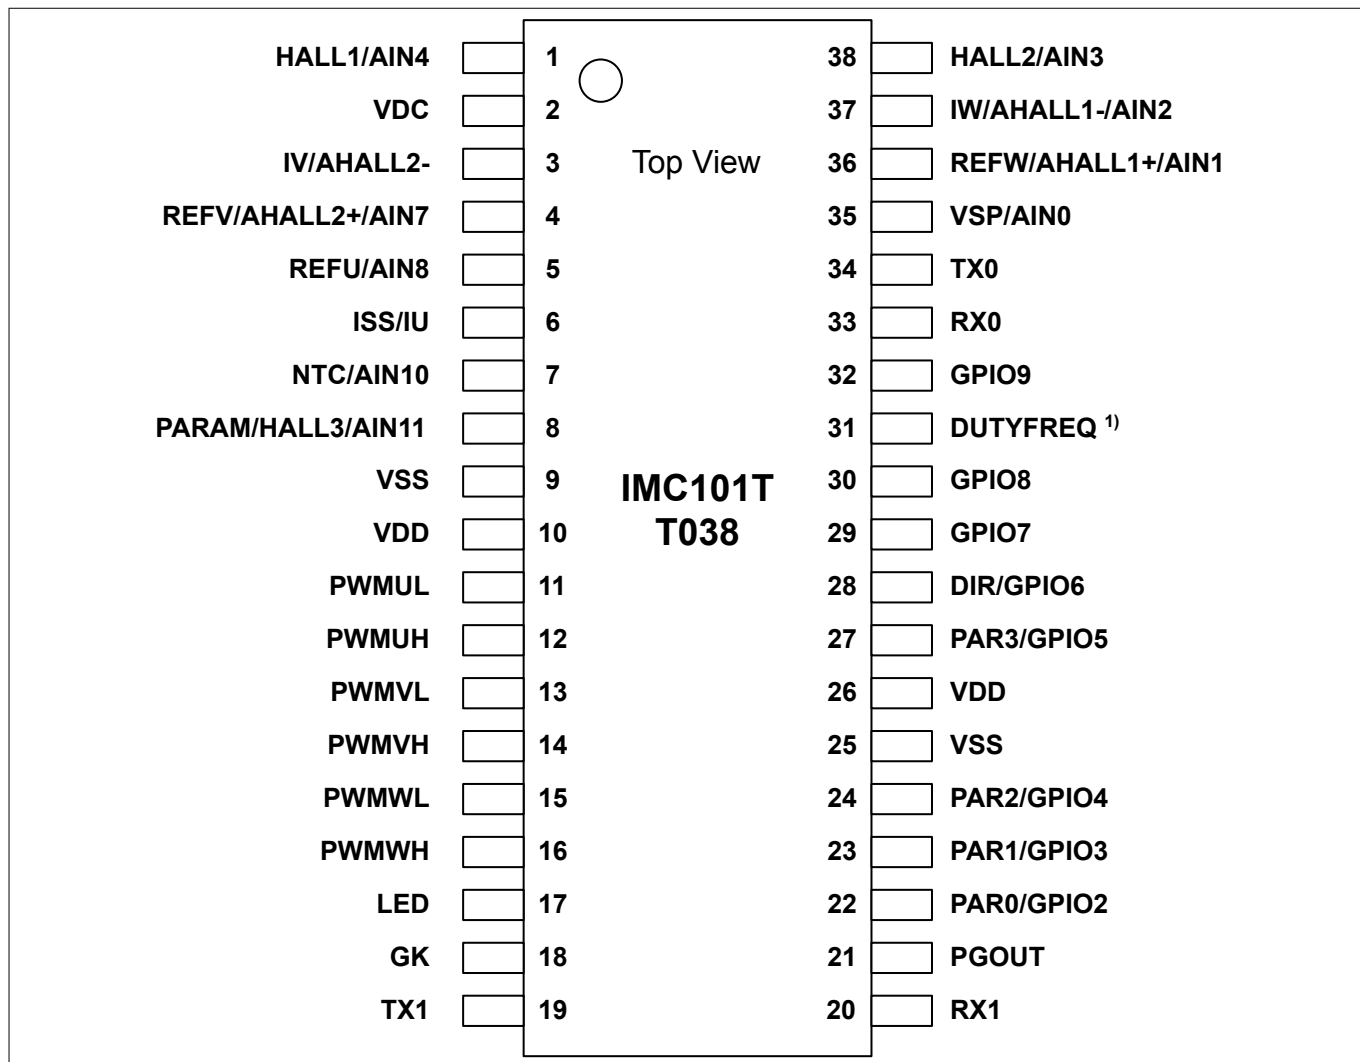 HALL1/AIN4 1 38 HALL2/AIN3
VDC 2 37 IW/AHALL1-/AIN2
IV/AHALL2- 3 Top View 36 REFW/AHALL1+/AIN1
REFV/AHALL2+/AIN7 4 35 VSP/AIN0
REFU/AIN8 5 34 TX0
ISS/IU 6 33 RX0
NTC/AIN10 7 32 GPIO9
PARAM/HALL3/AIN11 8 31 DUTYFREQ 1)
VSS 9 IMC101T 30 GPIO8
VDD 10 T038 29 GPIO7
PWMUL 11 28 DIR/GPIO6
PWMUH 12 27 PAR3/GPIO5
PWMVL 13 26 VDD
PWMVH 14 25 VSS
PWMWL 15 24 PAR2/GPIO4
PWMWH 16 23 PAR1/GPIO3
LED 17 22 PAR0/GPIO2
GK 18 21 PGOUT
TX1 19 20 RX1